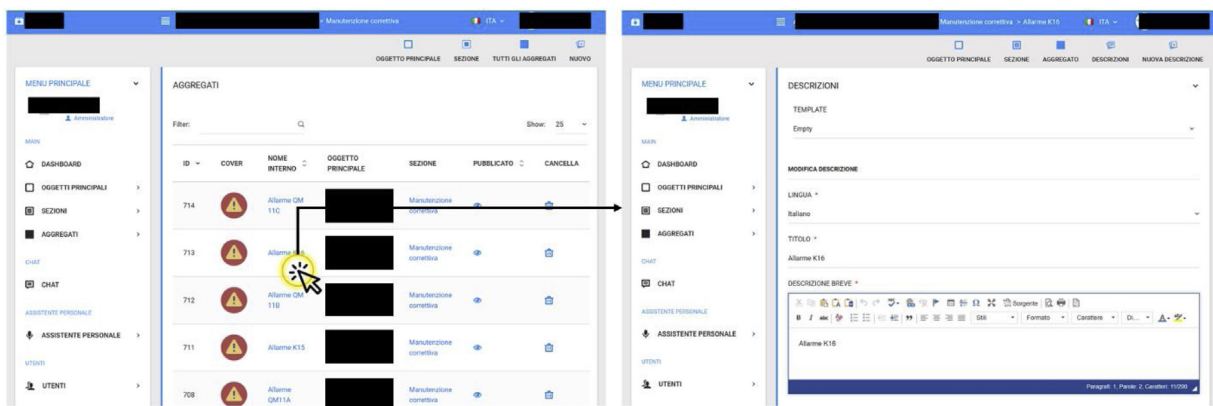 Manutenzione correttiva
ITA
OGGETTO PRINCIPALE
SEZIONE
TUTTI GLI AGGREGATI
NUOVO
MENU PRINCIPALE
Amministratore
MAIN
DASHBOARD
OGGETTI PRINCIPALI
SEZIONI
AGGREGATI
CHAT
CHAT
ASSISTENTE PERSONALE
ASSISTENTE PERSONALE
UTENTI
UTENTI
AGGREGATI
Filter:
Show: 25
ID
COVER
NOME
INTERNO
OGGETTO
PRINCIPALE
SEZIONE
PUBBLICATO
CANCELLA
714
Allarme QM
11C
Manutenzione
correttiva
713
Allarme
Manutenzione
correttiva
712
Allarme QM
11B
Manutenzione
correttiva
711
Allarme K15
Manutenzione
correttiva
708
Allarme
QM11A
Manutenzione
correttiva
Manutenzione correttiva > Allarme K16
ITA
OGGETTO PRINCIPALE
SEZIONE
AGGREGATO
DESCRIZIONI
NUOVA DESCRIZIONE
MENU PRINCIPALE
Amministratore
MAIN
DASHBOARD
OGGETTI PRINCIPALI
SEZIONI
AGGREGATI
CHAT
CHAT
ASSISTENTE PERSONALE
ASSISTENTE PERSONALE
UTENTI
UTENTI
DESCRIZIONI
TEMPLATE
Empty
MODIFICA DESCRIZIONE
LINGUA *
Italiano
TITOLO *
Allarme K16
DESCRIZIONE BREVE *
Sorgente
B I abc Stili Formato Carattere Di... A
Allarme K16
Paragrafi: 1, Parole: 2, Caratteri: 11/200